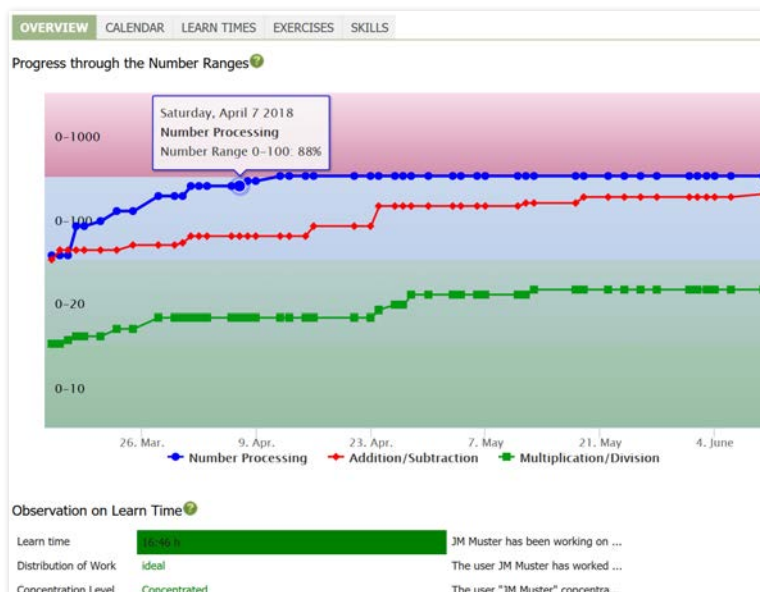 OVERVIEW CALENDAR LEARN TIMES EXERCISES SKILLS
Progress through the Number Ranges
Saturday, April 7 2018
Number Processing
Number Range 0-100: 88%
0-1000
0-100
0-20
0-10
26. Mar. 9. Apr. 23. Apr. 7. May 21. May 4. June
Number Processing Addition/Subtraction Multiplication/Division
Observation on Learn Time
Learn time 16:46 h JM Muster has been working on ...
Distribution of Work ideal The user JM Muster has worked ...
Concentration Level Concentrated The user "JM Muster" concentra...